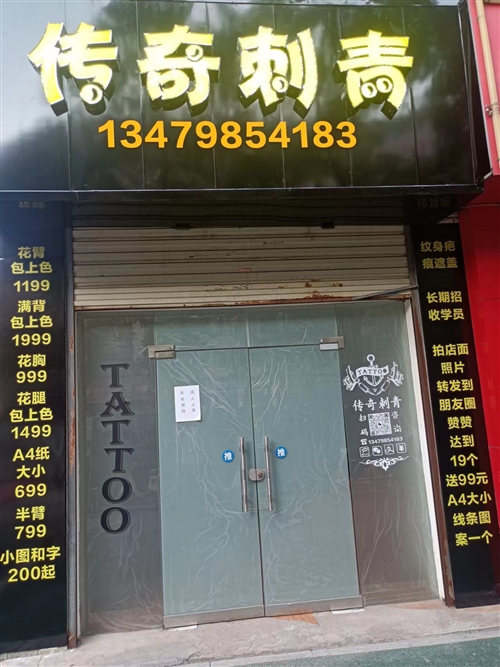 传奇刺青
13479854183
花臂
包上色
1199
满背
包上色
1999
花胸
999
花腿
包上色
1499
A4纸
大小
699
半臂
799
小图和字
200起
TATTOO
推
推
TATTOO
传奇刺青
扫码
咨询
13479854183
纹身疤
痕遮盖
长期招
收学员
拍店面
照片
转发到
朋友圈
赞赞
达到
19个
送99元
A4大小
线条图
案一个